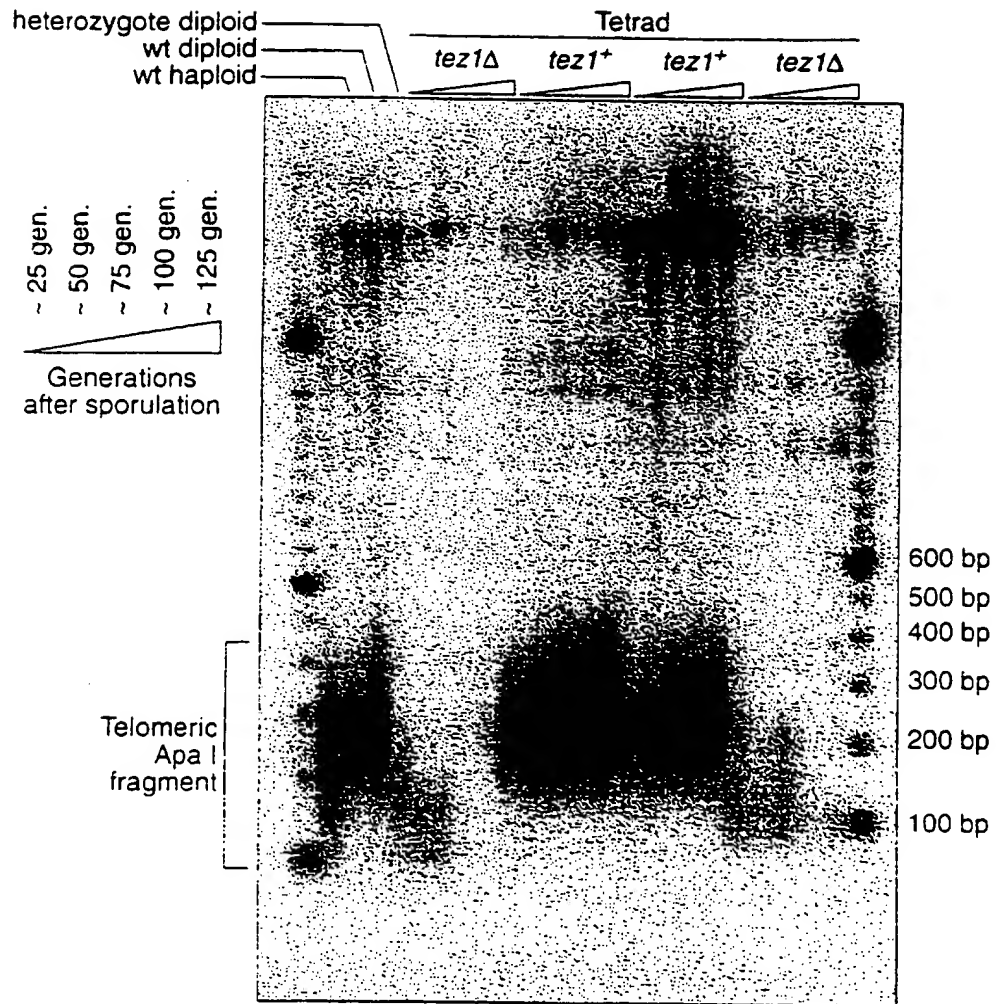 heterozygote diploid
wt diploid
wt haploid
Tetrad
tez1Δ
tez1+
tez1+
tez1Δ
~ 25 gen.
~ 50 gen.
~ 75 gen.
~ 100 gen.
~ 125 gen.
Generations
after sporulation
600 bp
500 bp
400 bp
300 bp
200 bp
100 bp
Telomeric
Apa I
fragment